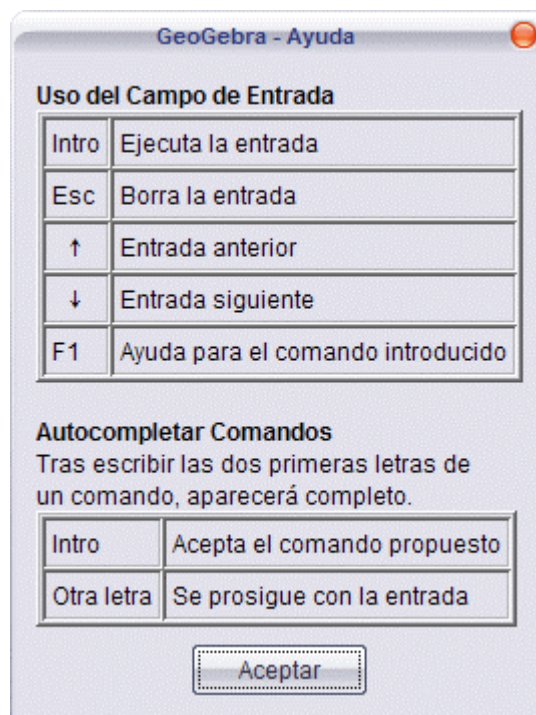 GeoGebra - Ayuda
Uso del Campo de Entrada
Intro Ejecuta la entrada
Esc Borra la entrada
↑ Entrada anterior
↓ Entrada siguiente
F1 Ayuda para el comando introducido
Autocompletar Comandos
Tras escribir las dos primeras letras de
un comando, aparecerá completo.
Intro Acepta el comando propuesto
Otra letra Se prosigue con la entrada
Aceptar